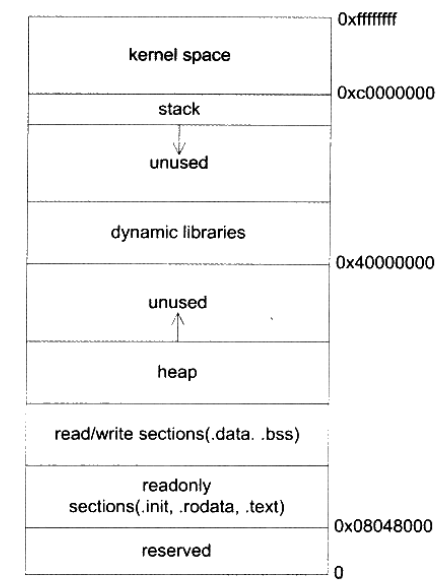 0xffffffff
kernel space
0xc0000000
stack
unused
dynamic libraries
0x40000000
unused
heap
read/write sections(.data. .bss)
readonly
sections(.init, .rodata, .text)
0x08048000
reserved
0